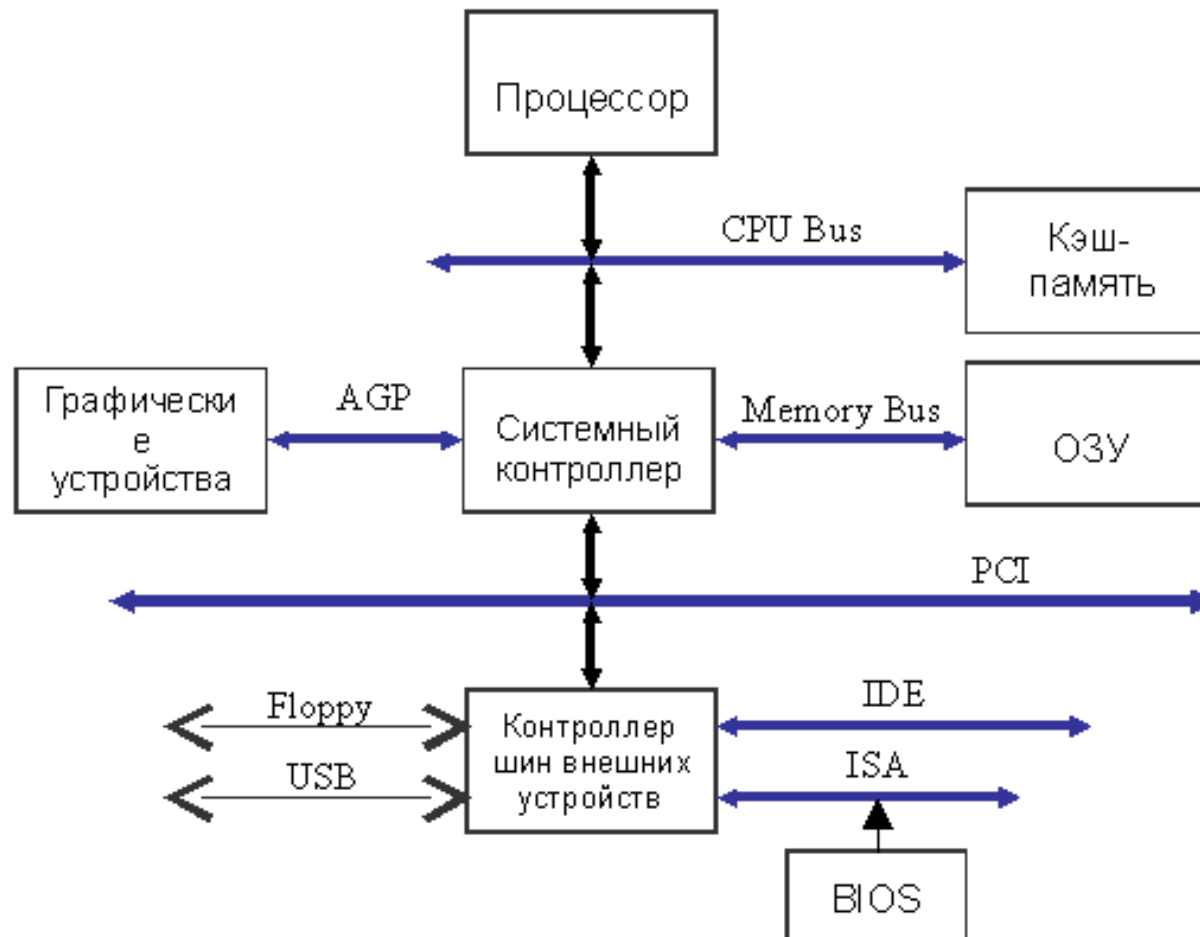 Процессор
CPU Bus
Кэш-
память
Графически
е
устройства
AGP
Системный
контроллер
Memory Bus
ОЗУ
PCI
Floppy
USB
Контроллер
шин внешних
устройств
IDE
ISA
BIOS